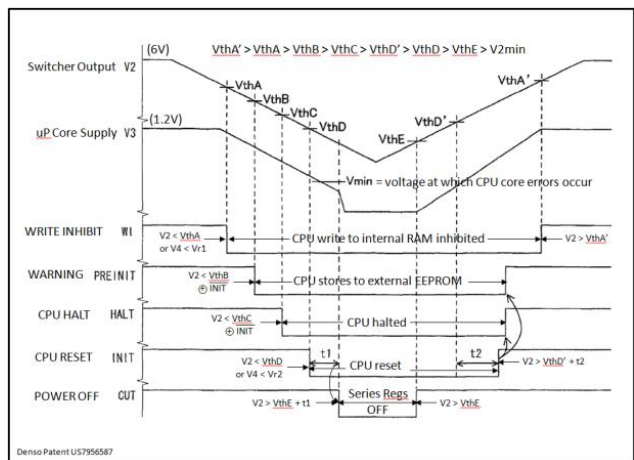 VthA' > VthA > VthB > VthC > VthD' > VthD > VthE > V2min
(6V)
Switcher Output V2
VthA
VthB
VthC
VthD
VthE
VthD'
VthA'
(1.2V)
uP Core Supply V3
Vmin = voltage at which CPU core errors occur
WRITE INHIBIT WI
V2 < VthA
or V4 < Vr1
CPU write to internal RAM inhibited
V2 > VthA'
WARNING PREINIT
V2 < VthB
⊕ INIT
CPU stores to external EEPROM
CPU HALT HALT
V2 < VthC
⊕ INIT
CPU halted
CPU RESET INIT
V2 < VthD
or V4 < Vr2
t1
CPU reset
t2
V2 > VthD' + t2
POWER OFF CUT
V2 > VthE + t1
Series Regs
OFF
V2 > VthE
Denso Patent US7956587